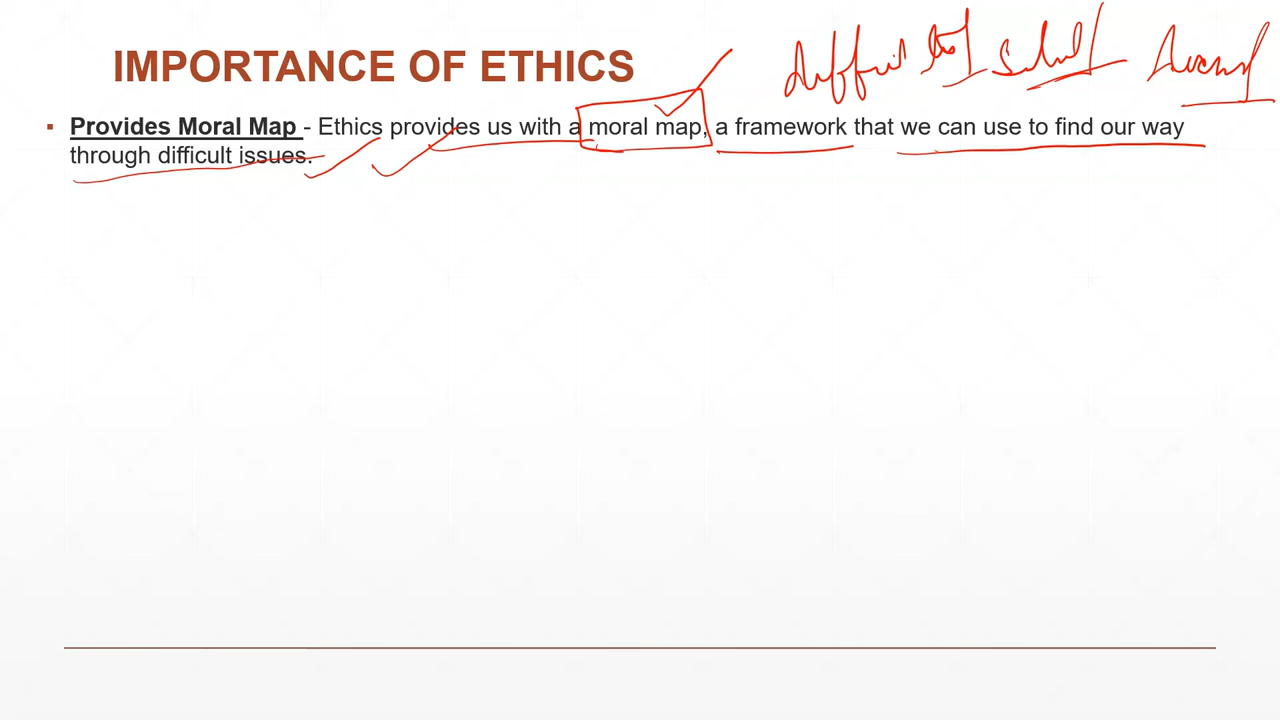 IMPORTANCE OF ETHICS
▪ Provides Moral Map - Ethics provides us with a moral map, a framework that we can use to find our way
through difficult issues.